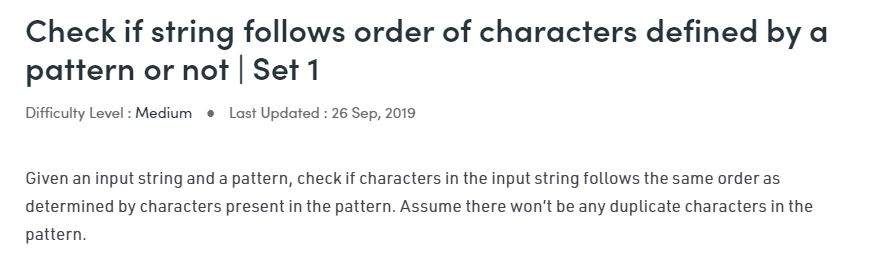 Check if string follows order of characters defined by a
pattern or not | Set 1
Difficulty Level : Medium ● Last Updated : 26 Sep, 2019
Given an input string and a pattern, check if characters in the input string follows the same order as
determined by characters present in the pattern. Assume there won’t be any duplicate characters in the
pattern.